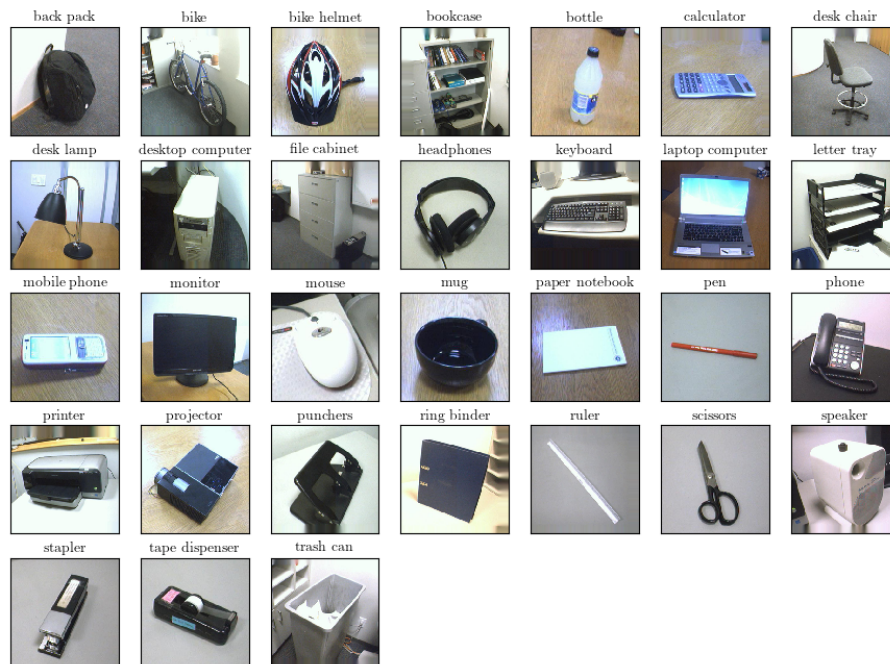 back pack bike bike helmet bookcase bottle calculator desk chair
desk lamp desktop computer file cabinet headphones keyboard laptop computer letter tray
mobile phone monitor mouse mug paper notebook pen phone
printer projector punchers ring binder ruler scissors speaker
stapler tape dispenser trash can